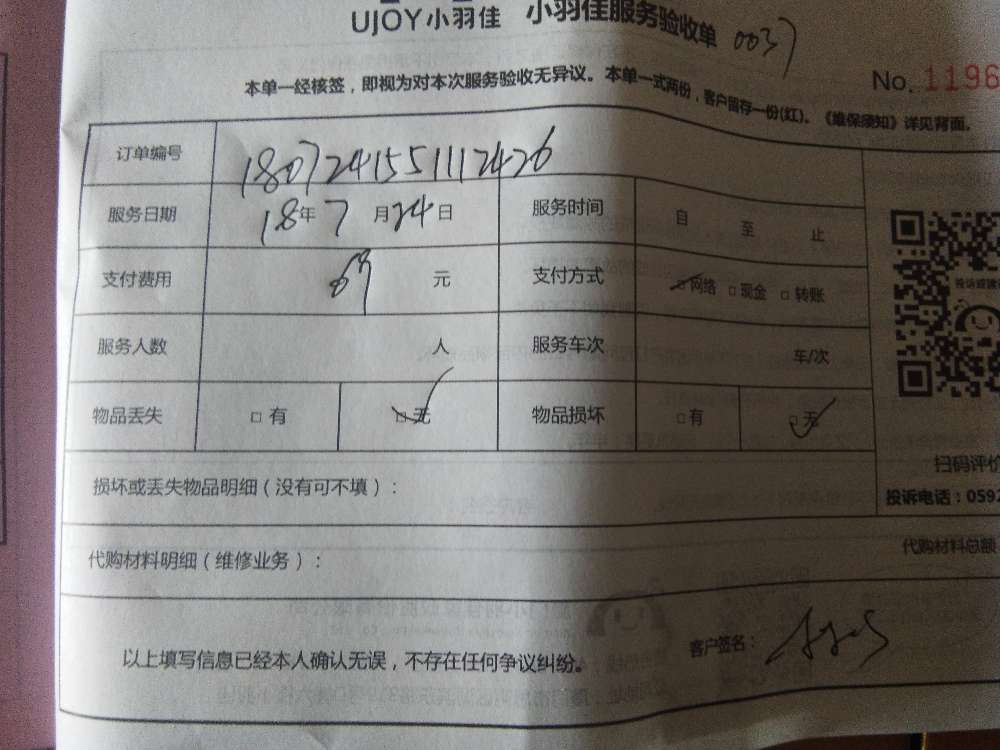 UJOY小羽佳 小羽佳服务验收单 0037
No. 1196
本单一经核签，即视为对本次服务验收无异议。本单一式两份，客户留存一份(红)。《维保须知》详见背面。
订单编号 1807241551112426
服务日期 18年7月24日 服务时间 自 至 止
支付费用 69 元 支付方式 □网络 □现金 □转账
服务人数 人 服务车次 车/次
物品丢失 □有 □无 物品损坏 □有 □无
扫码评价
损坏或丢失物品明细（没有可不填）：
投诉电话：0592
代购材料明细（维修业务）：
代购材料总额
以上填写信息已经本人确认无误，不存在任何争议纠纷。
客户签名：